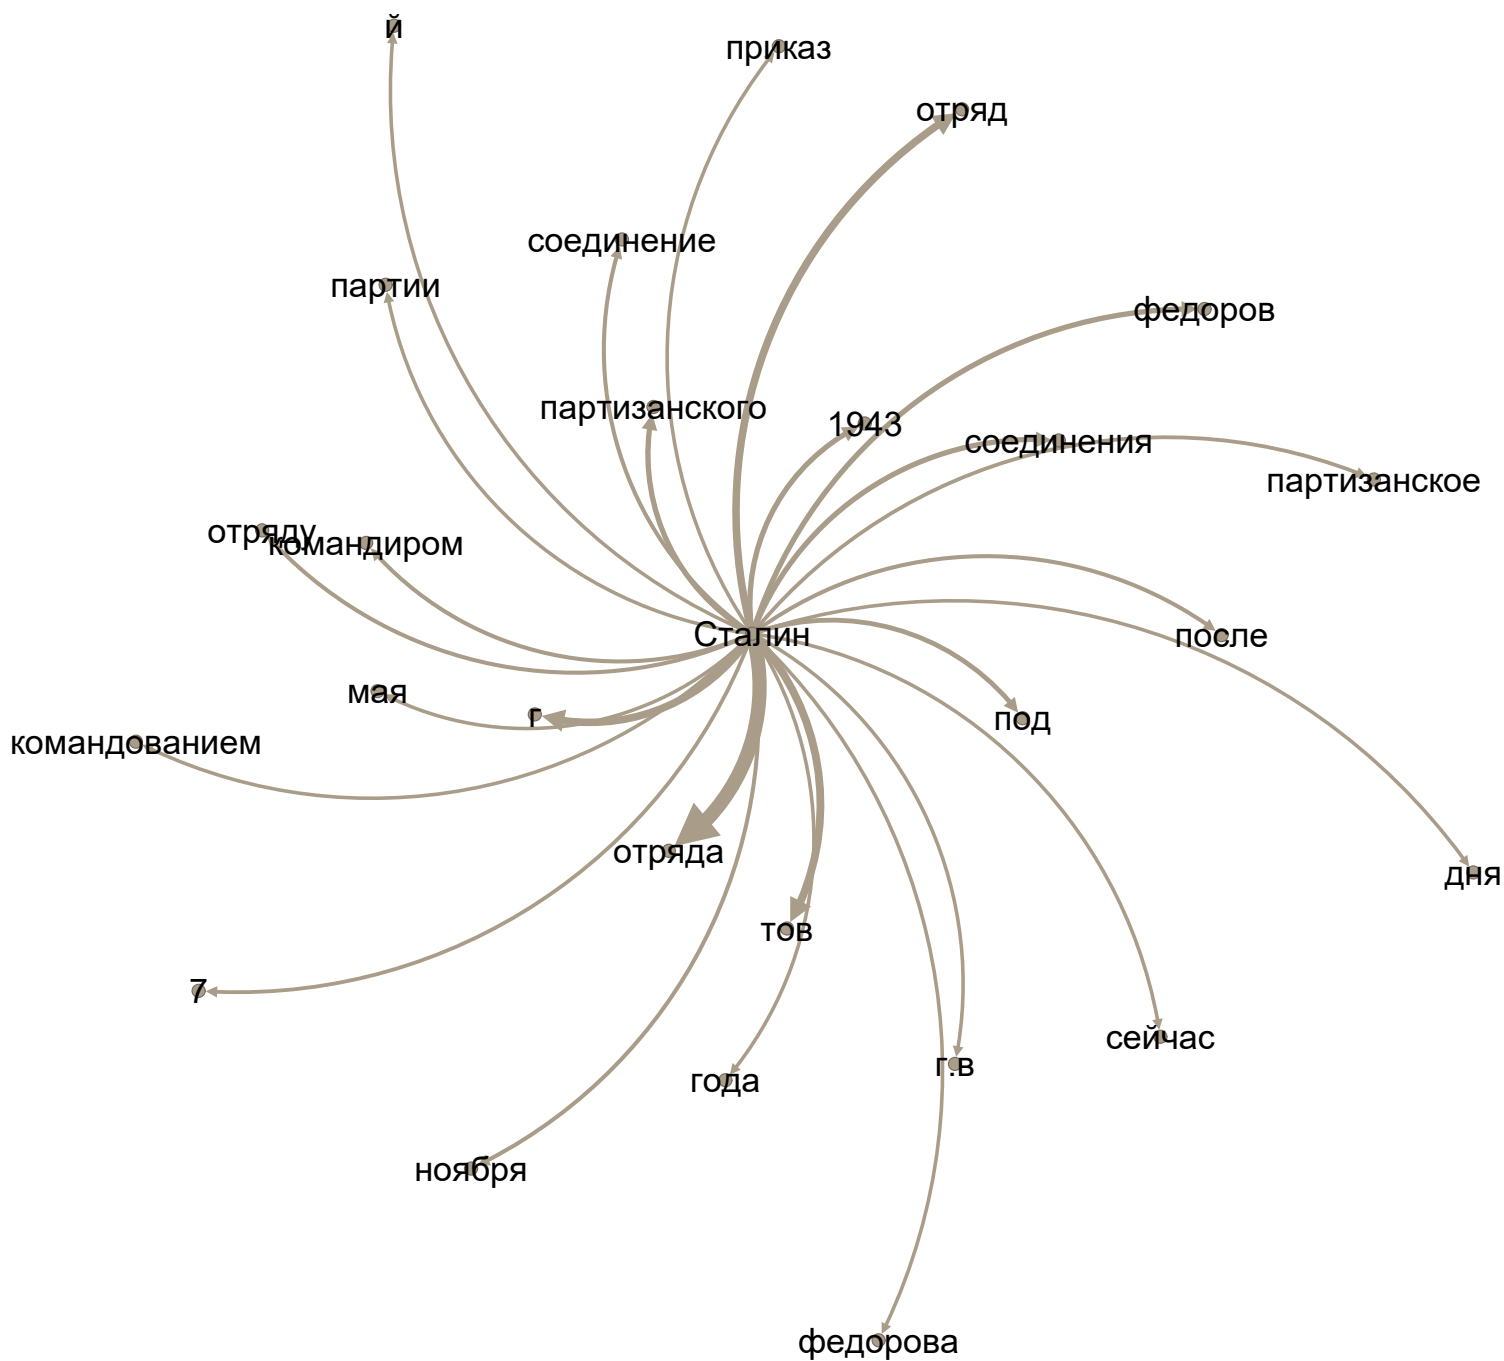 й
приказ
отряд
соединение
партии
федоров
партизанского
1943
соединения
партизанское
отряду
командиром
Сталин
после
мая
г
под
командованием
отряда
дня
тов
7
сейчас
г.в
года
ноября
федорова